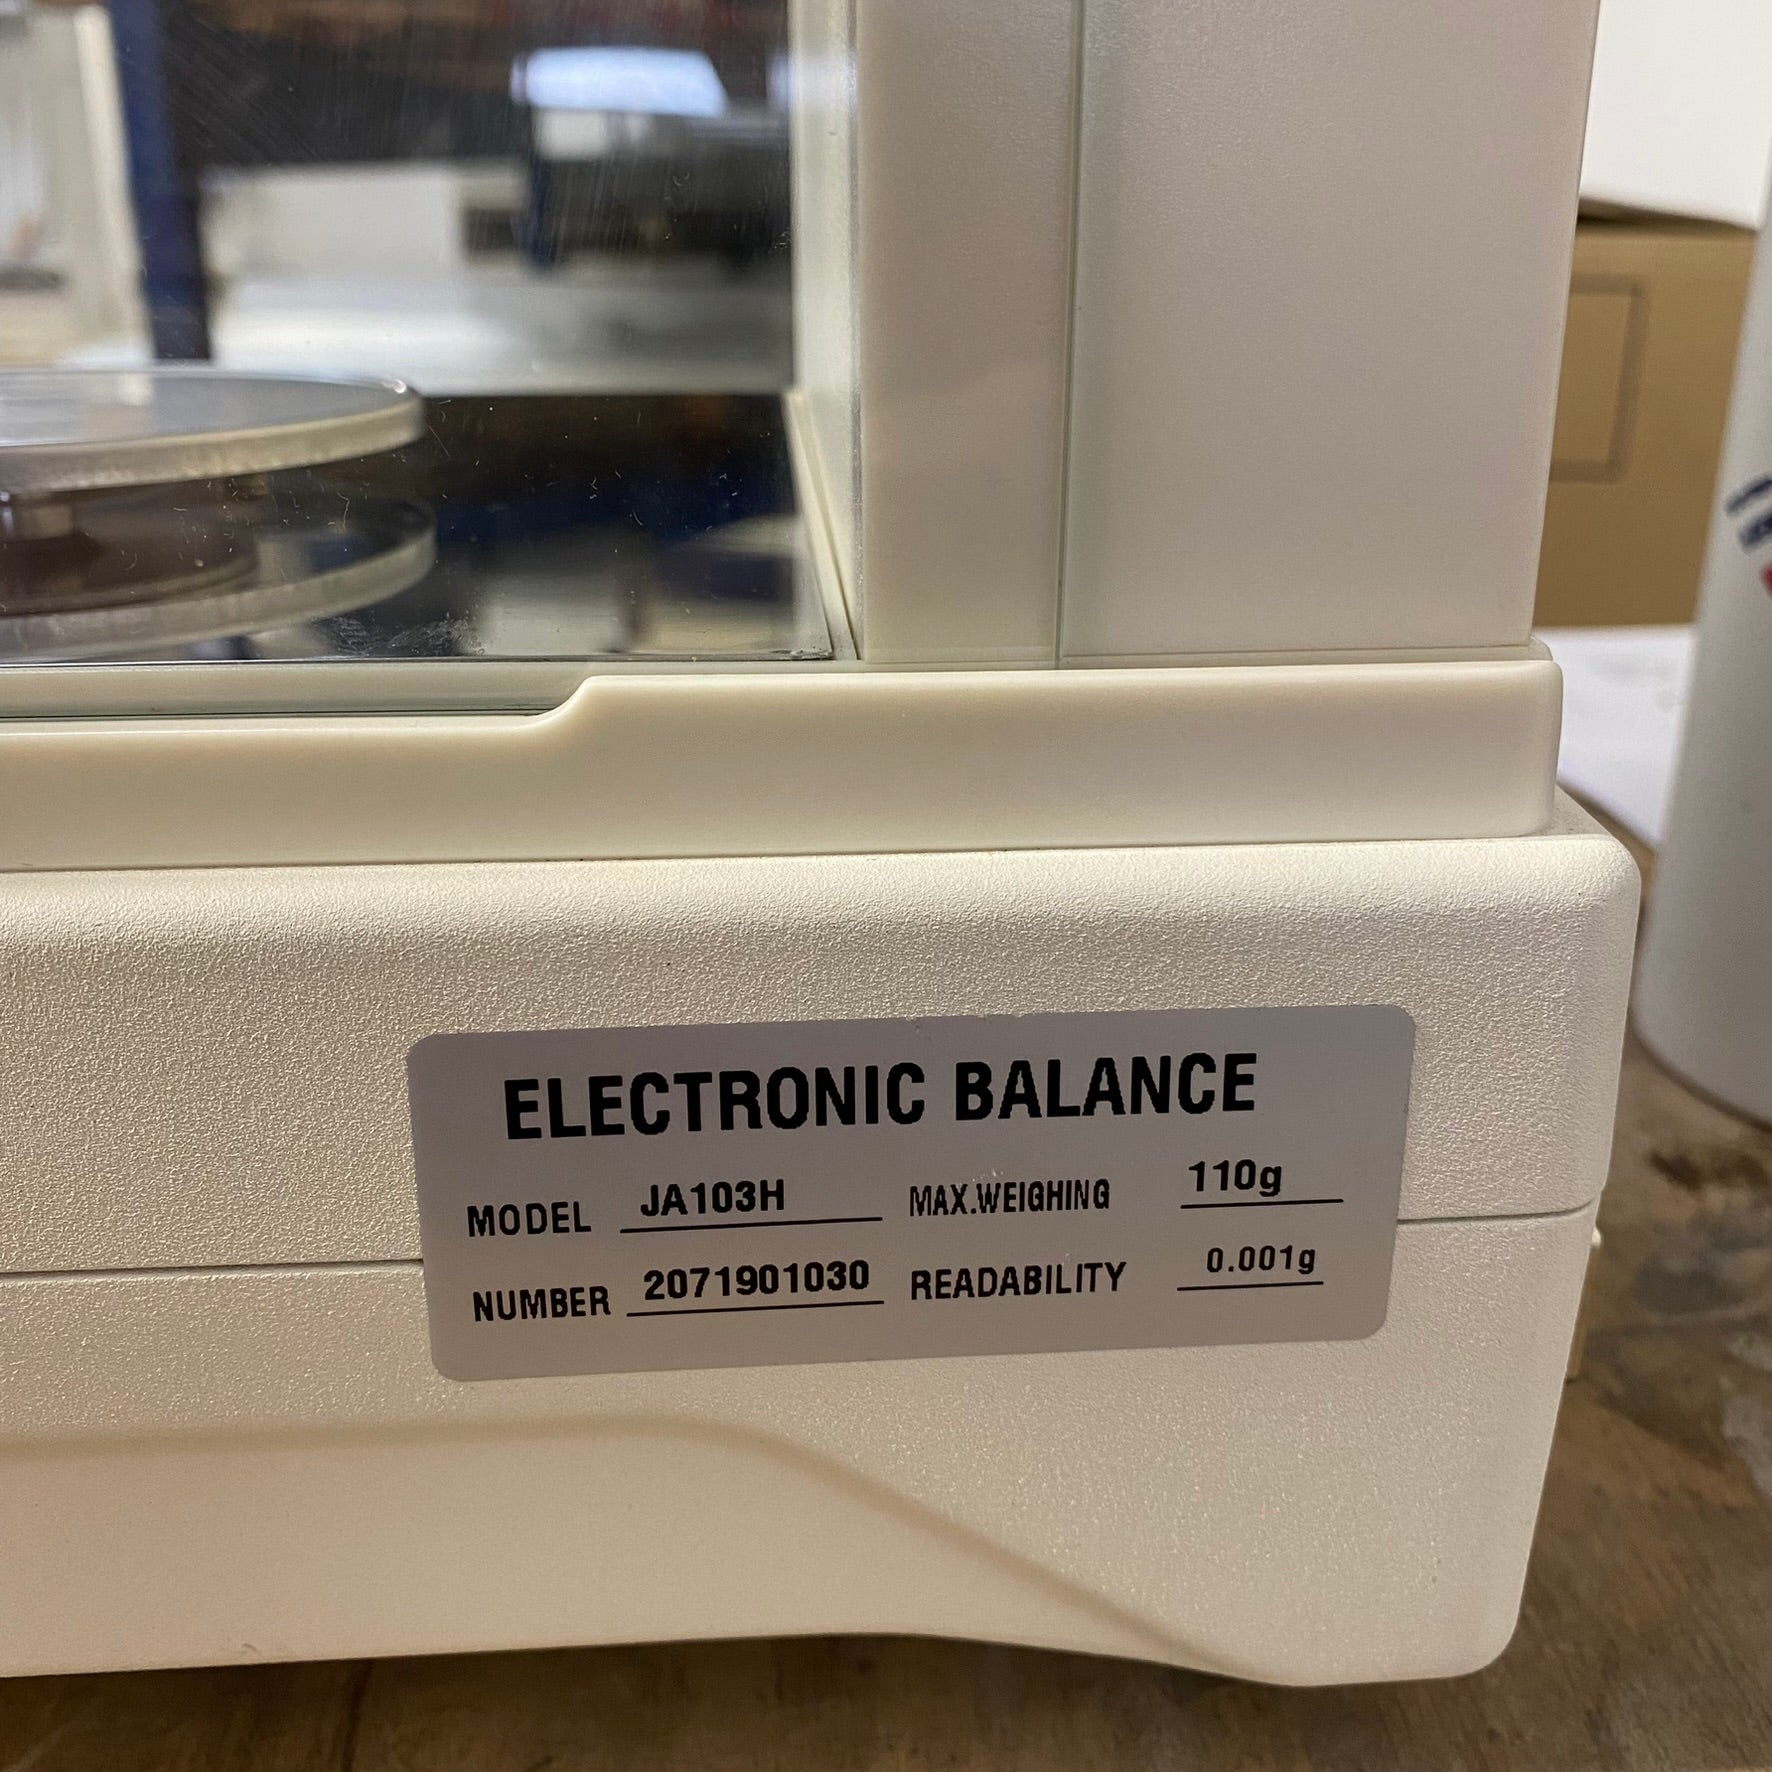 ELECTRONIC BALANCE
MODEL JA103H MAX.WEIGHING 110g
NUMBER 2071901030 READABILITY 0.001g